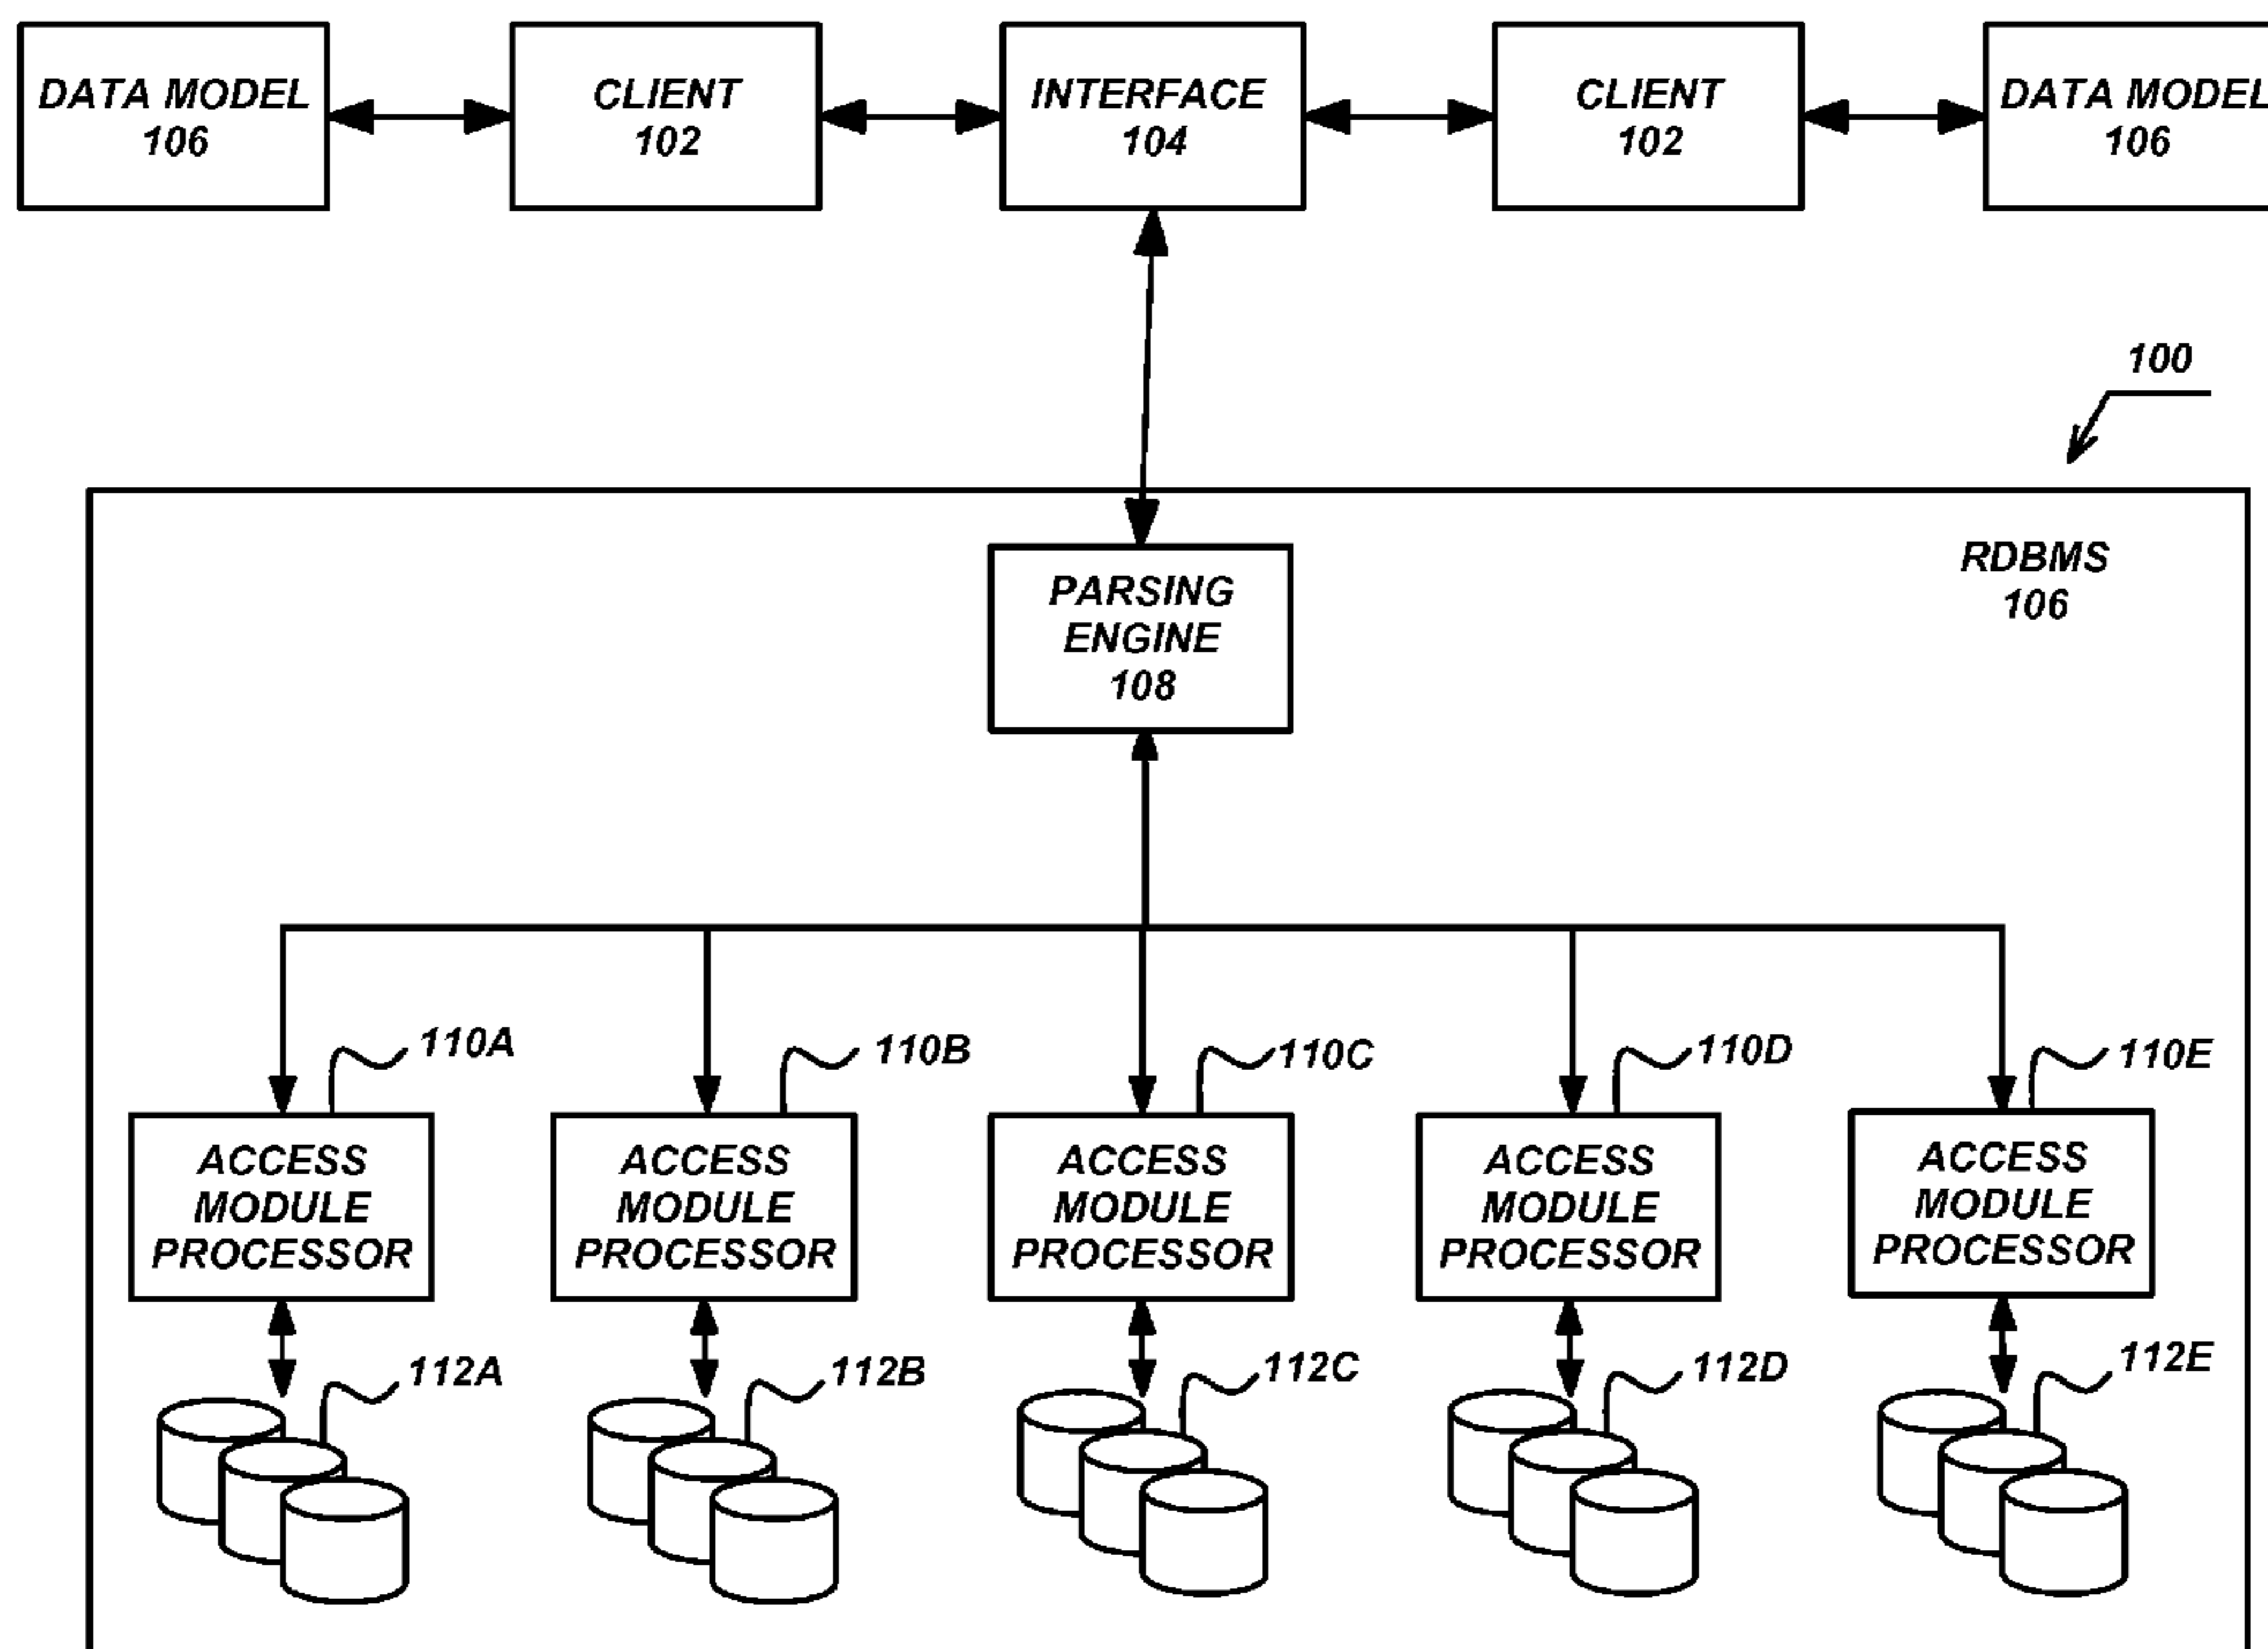 DATA MODEL
106
CLIENT
102
INTERFACE
104
CLIENT
102
DATA MODEL
106
100
RDBMS
106
PARSING
ENGINE
108
110A
110B
110C
110D
110E
ACCESS
MODULE
PROCESSOR
ACCESS
MODULE
PROCESSOR
ACCESS
MODULE
PROCESSOR
ACCESS
MODULE
PROCESSOR
ACCESS
MODULE
PROCESSOR
112A
112B
112C
112D
112E